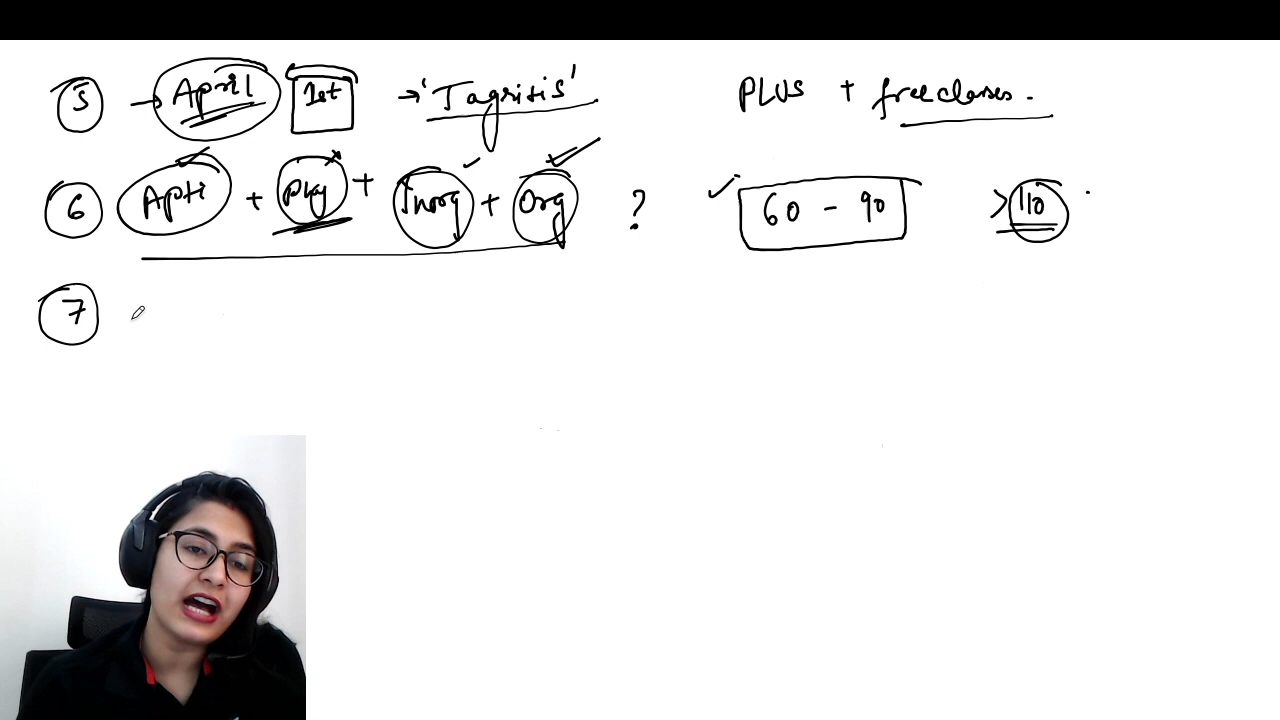 5 → April 1st → 'Jagritis' PLUS + free classes.
6 Apti + Phy + Inorg + Org ? 60 - 90 > 110
7